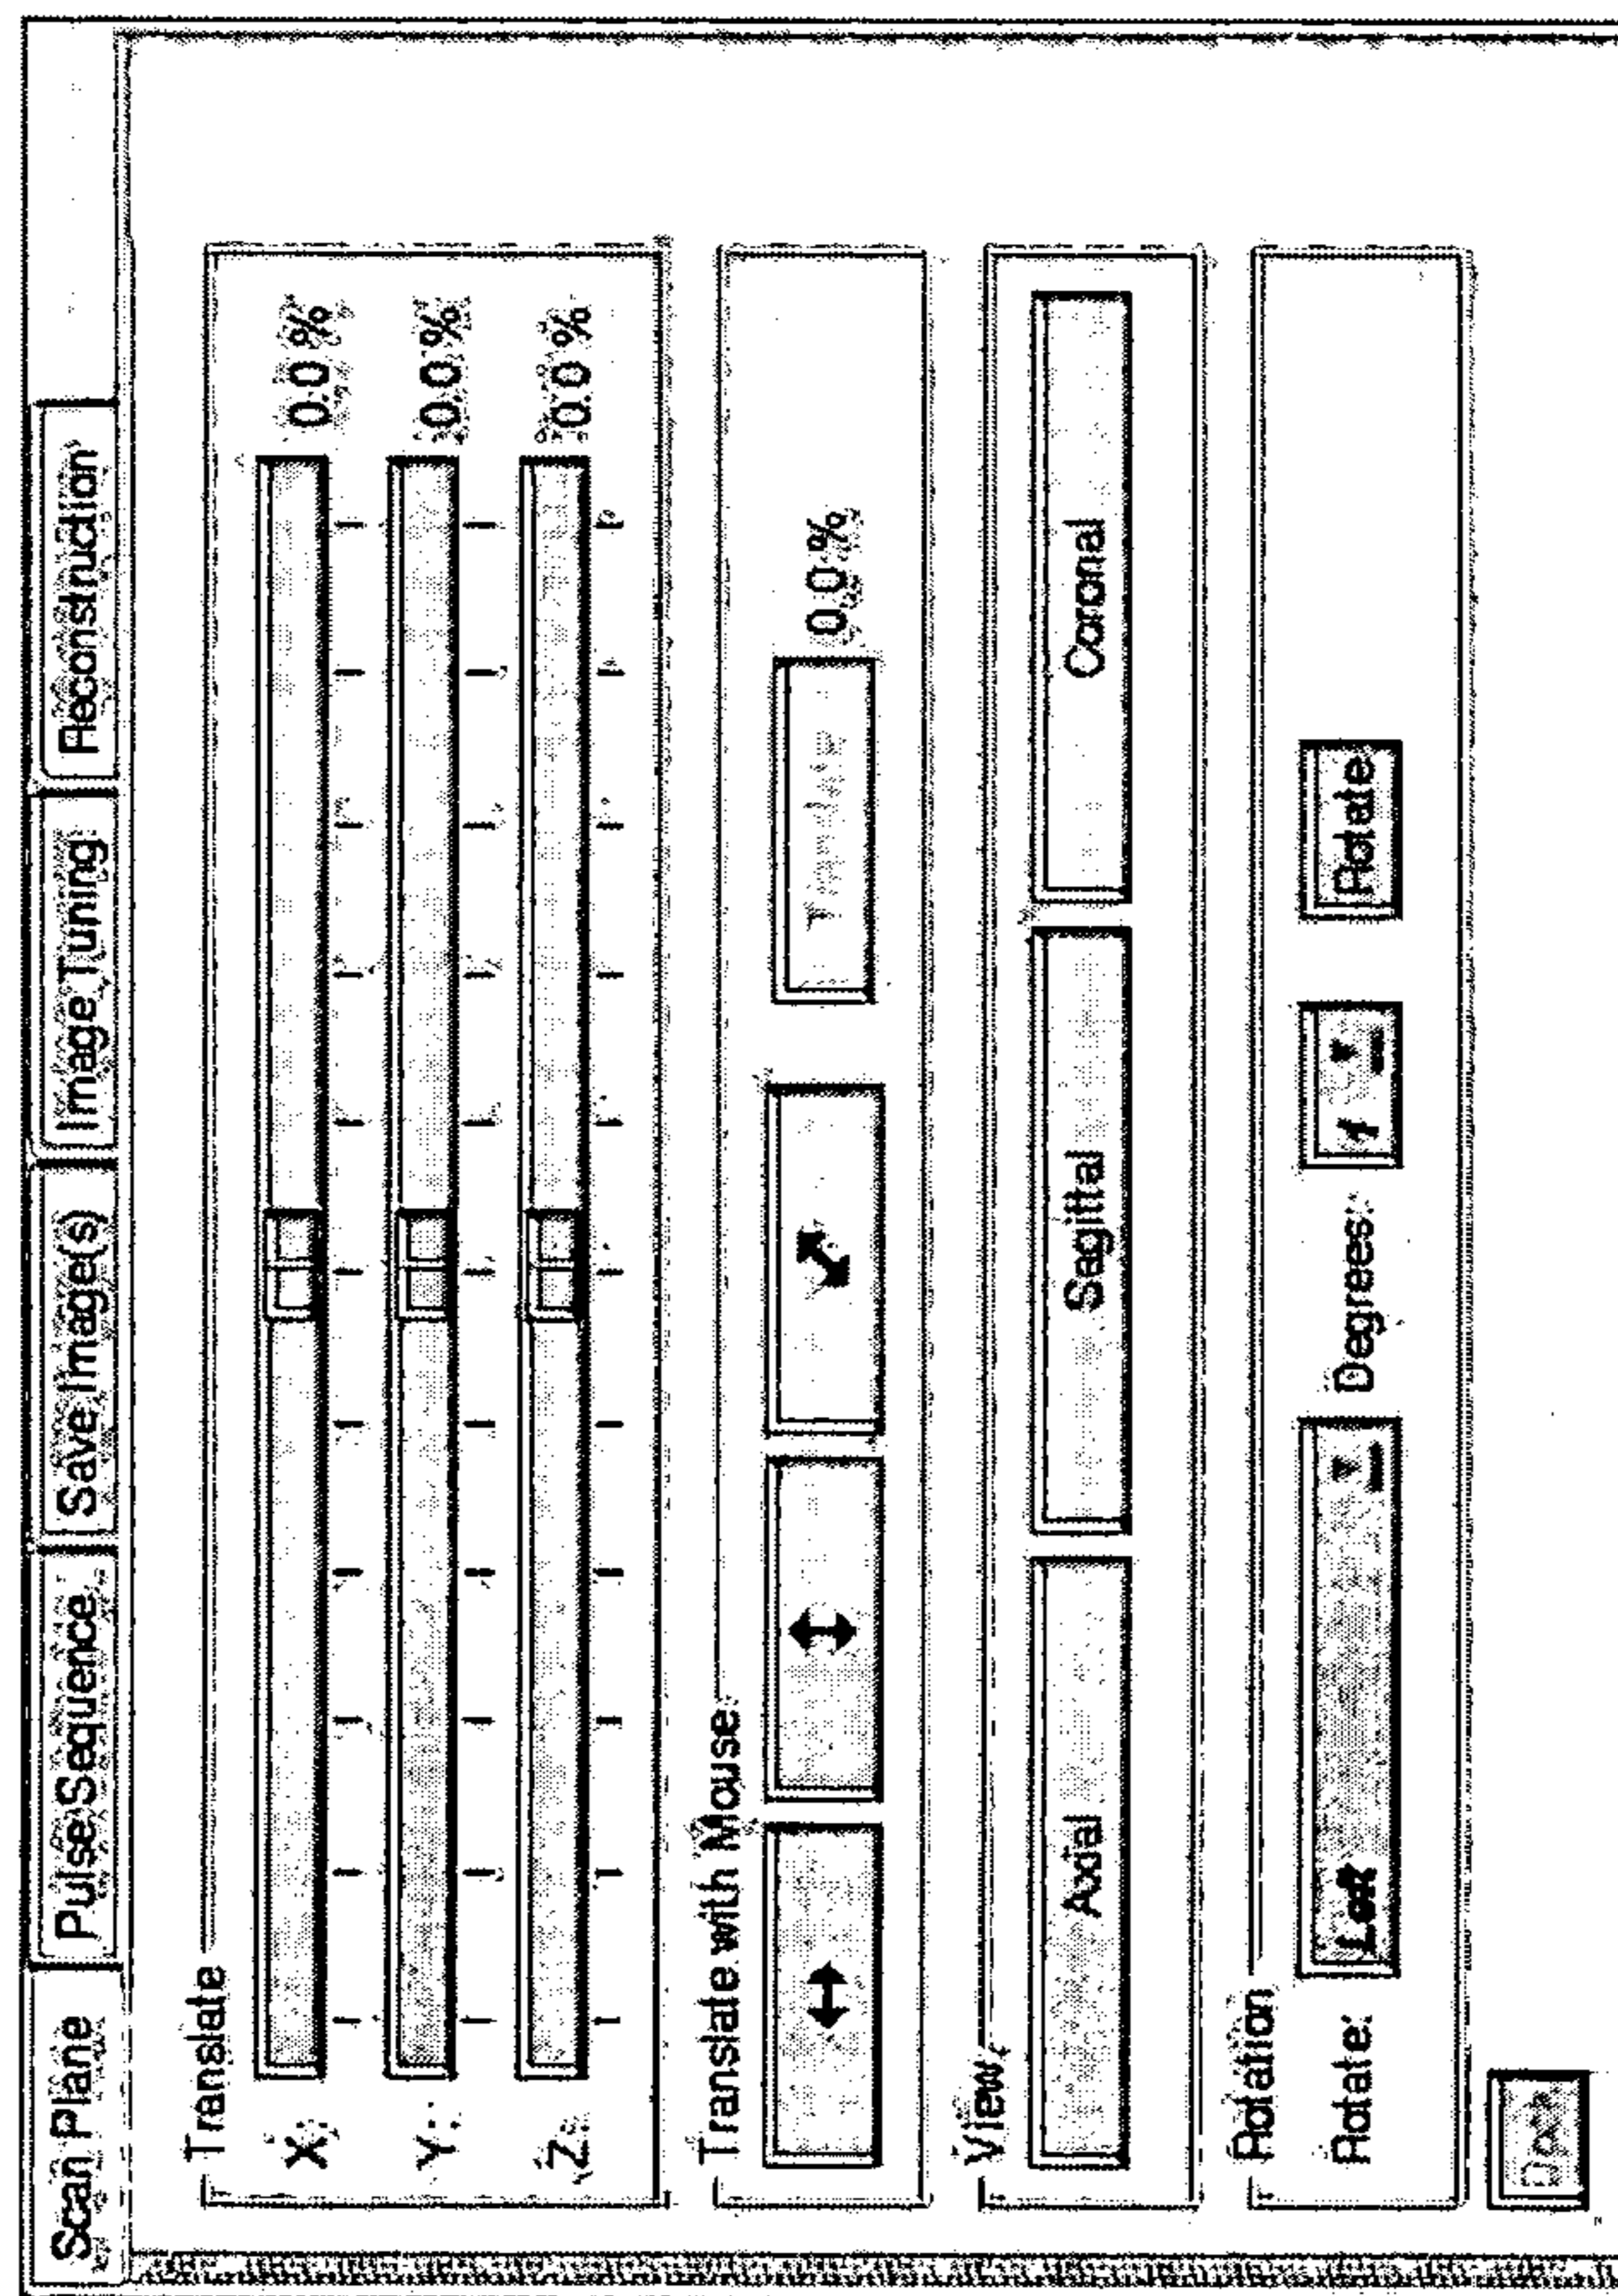 Scan Plane Pulse Sequence Save Image(s) Image Tuning Reconstruction
Translate
X: 0.0 %
Y: 0.0 %
Z: 0.0 %
Translate with Mouse
0.0 %
View
Axial Sagittal Coronal
Rotation
Rotate: Left Degrees: 1 Rotate